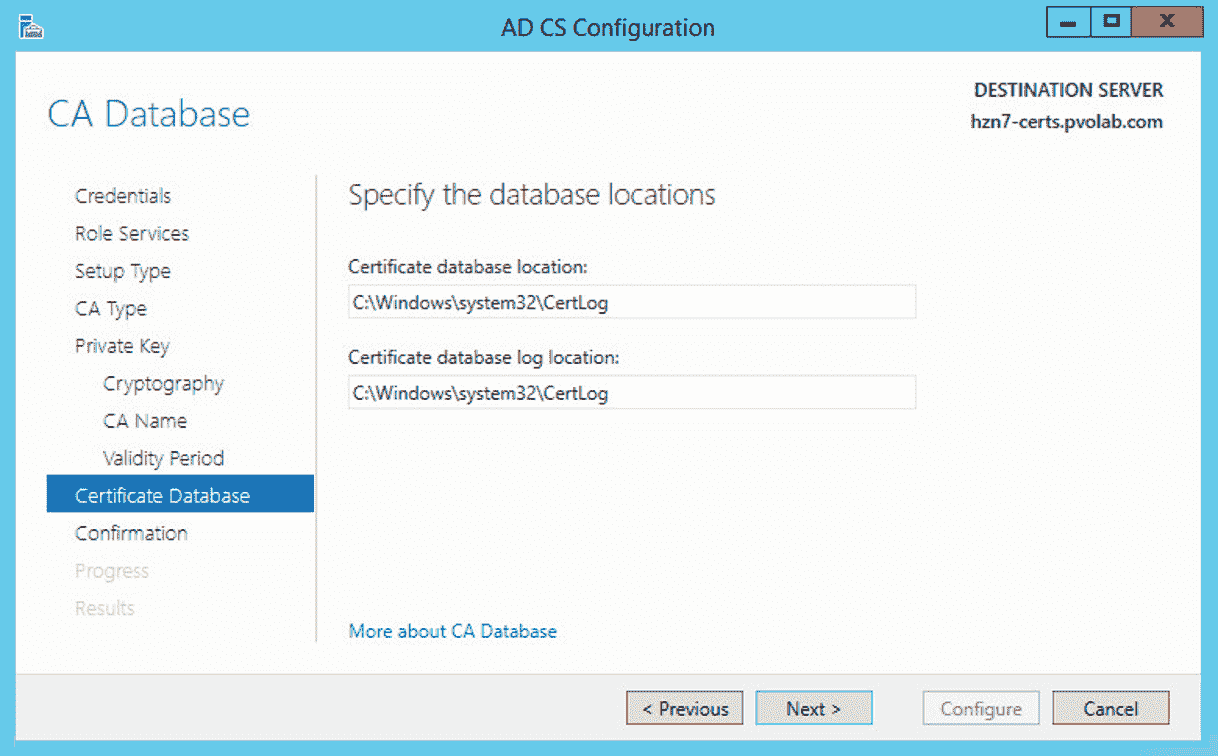 AD CS Configuration
CA Database
DESTINATION SERVER
hzn7-certs.pvolab.com
Credentials
Role Services
Setup Type
CA Type
Private Key
Cryptography
CA Name
Validity Period
Certificate Database
Confirmation
Progress
Results
Specify the database locations
Certificate database location:
C:\Windows\system32\CertLog
Certificate database log location:
C:\Windows\system32\CertLog
More about CA Database
< Previous
Next >
Configure
Cancel